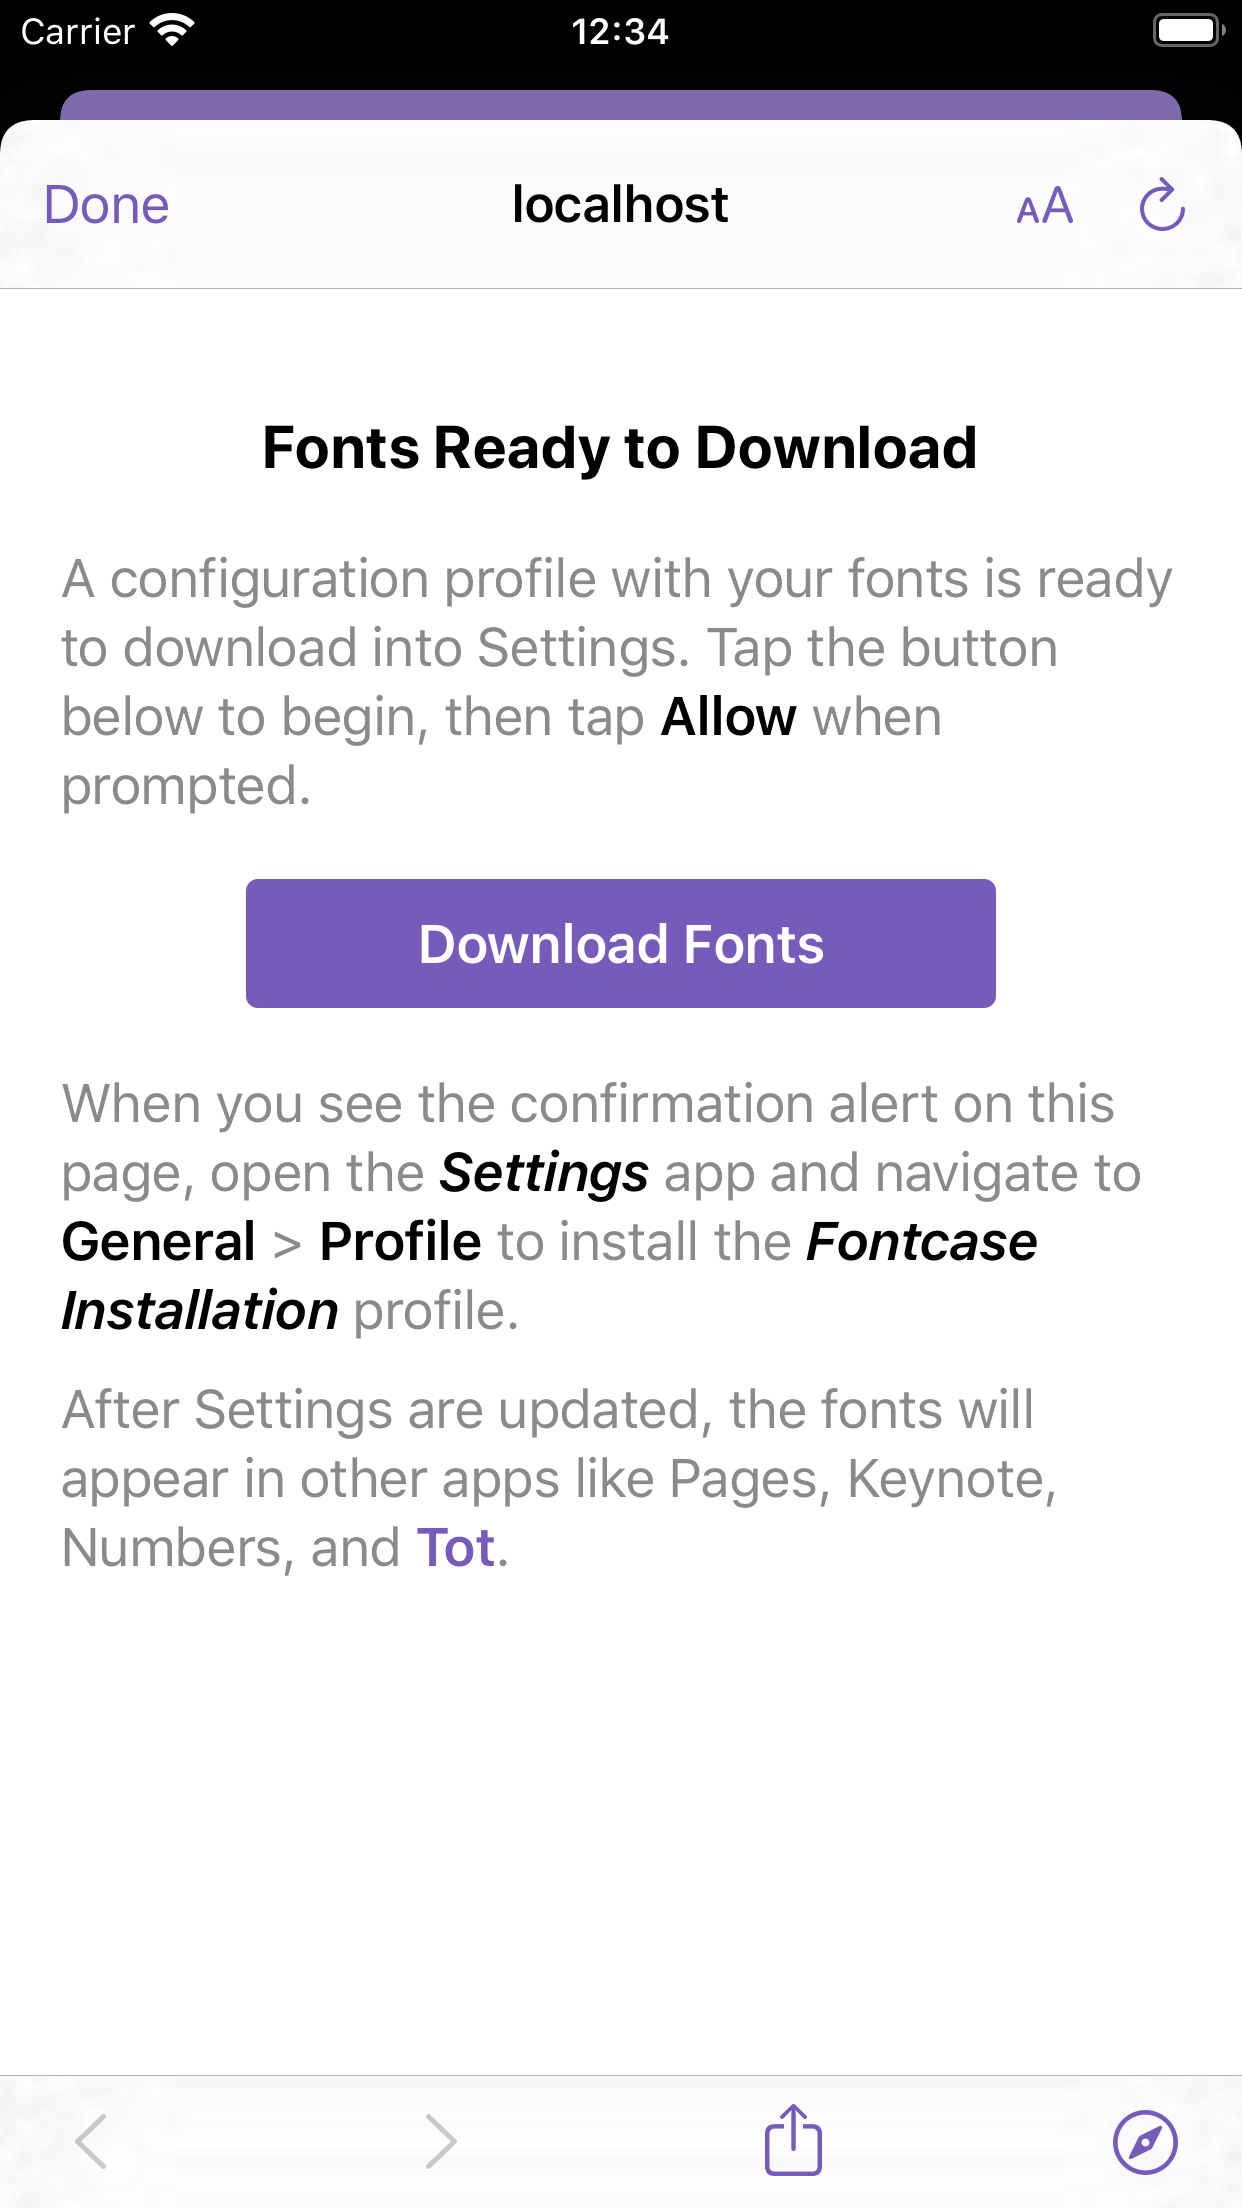 Carrier 12:34
Done localhost AA
Fonts Ready to Download
A configuration profile with your fonts is ready
to download into Settings. Tap the button
below to begin, then tap Allow when
prompted.
Download Fonts
When you see the confirmation alert on this
page, open the Settings app and navigate to
General > Profile to install the Fontcase
Installation profile.
After Settings are updated, the fonts will
appear in other apps like Pages, Keynote,
Numbers, and Tot.